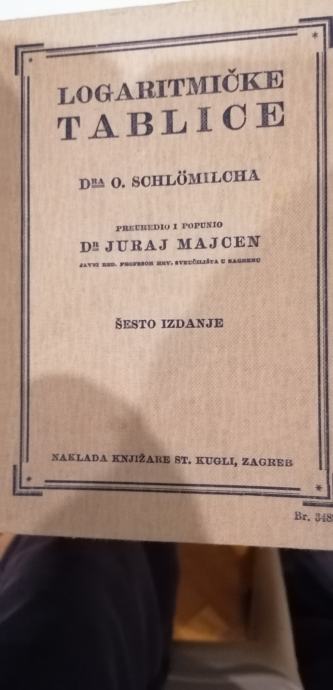 LOGARITMIČKE
TABLICE
DRA O. SCHLÖMILCHA
PREUREDIO I POPUNIO
DR JURAJ MAJCEN
JAVNI RED. PROFESOR HRV. SVEUČILIŠTA U ZAGREBU
ŠESTO IZDANJE
NAKLADA KNJIŽARE ST. KUGLI, ZAGREB
Br.